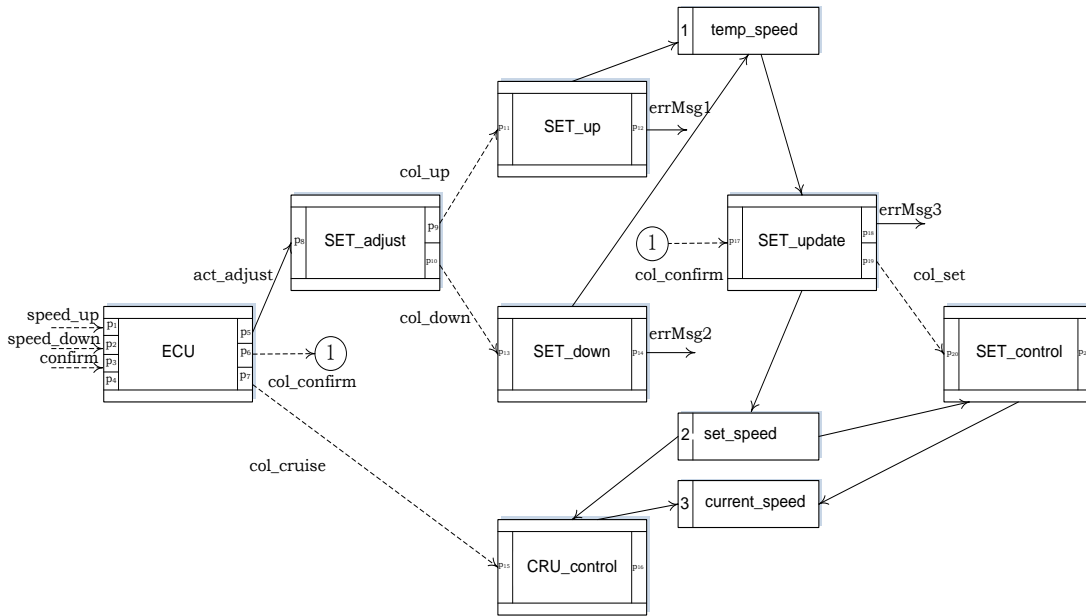 1 temp_speed
errMsg1
p11 SET_up p12
col_up
errMsg3
p8 SET_adjust p9
p10
1
p17 SET_update p18
p19
act_adjust
col_confirm
col_set
speed_up
col_down
p1 p5
speed_down
errMsg2
p2 ECU p6
1
p13 SET_down p14
p20 SET_control
confirm
p3
p7
p4
col_confirm
2 set_speed
col_cruise
3 current_speed
p15 CRU_control p16